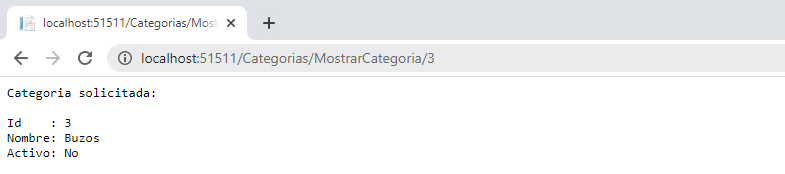 localhost:51511/Categorias/Most
localhost:51511/Categorias/MostrarCategoria/3
Categoria solicitada:
Id    : 3
Nombre: Buzos
Activo: No